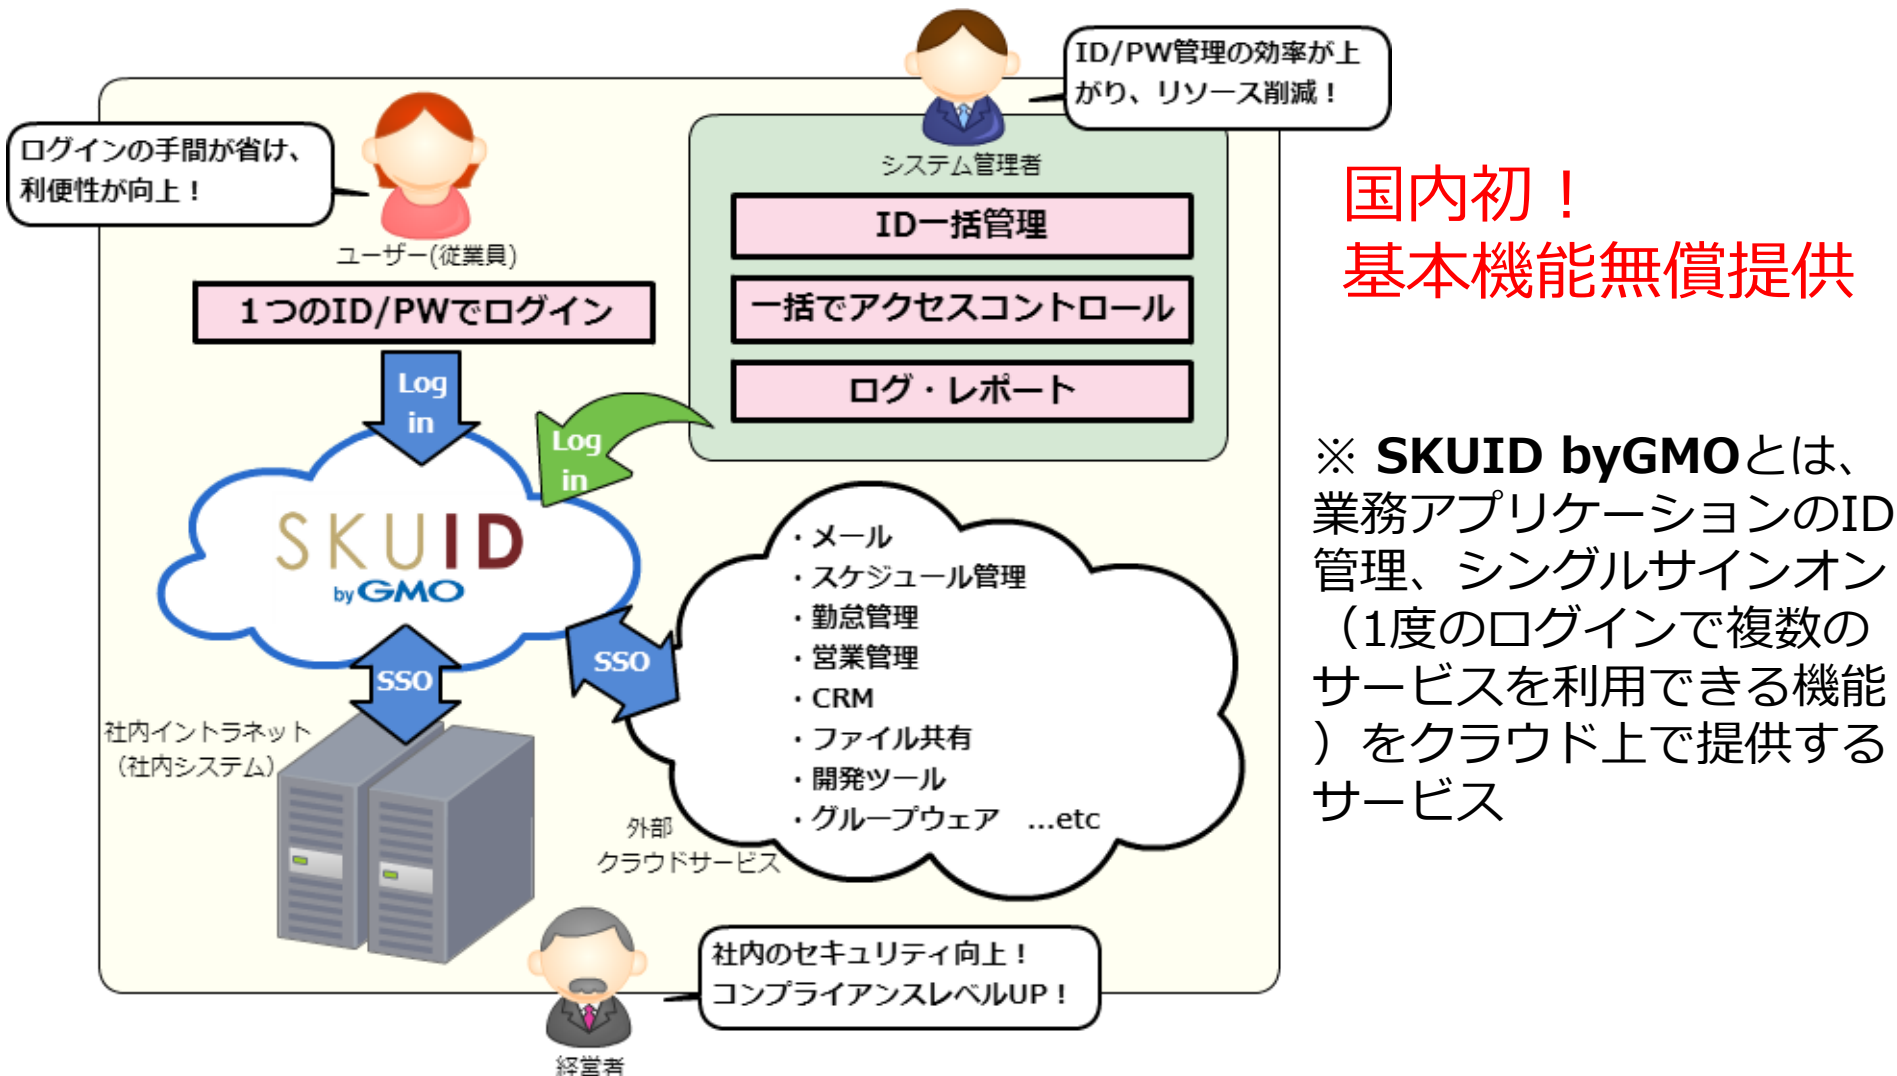 ID/PW管理の効率が上
がり、リソース削減！
ログインの手間が省け、
利便性が向上！
システム管理者
ユーザー(従業員)
ID一括管理
一括でアクセスコントロール
ログ・レポート
１つのID/PWでログイン
国内初！
基本機能無償提供
Log
in
Log
in
SKUID
by GMO
SSO
SSO
・メール
・スケジュール管理
・勤怠管理
・営業管理
・CRM
・ファイル共有
・開発ツール
・グループウェア　…etc
社内イントラネット
（社内システム）
外部
クラウドサービス
※ SKUID byGMOとは、
業務アプリケーションのID
管理、シングルサインオン
（1度のログインで複数の
サービスを利用できる機能
）をクラウド上で提供する
サービス
社内のセキュリティ向上！
コンプライアンスレベルUP！
経営者